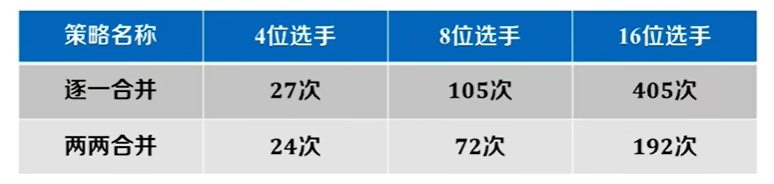 策略名称 4位选手 8位选手 16位选手
逐一合并 27次 105次 405次
两两合并 24次 72次 192次